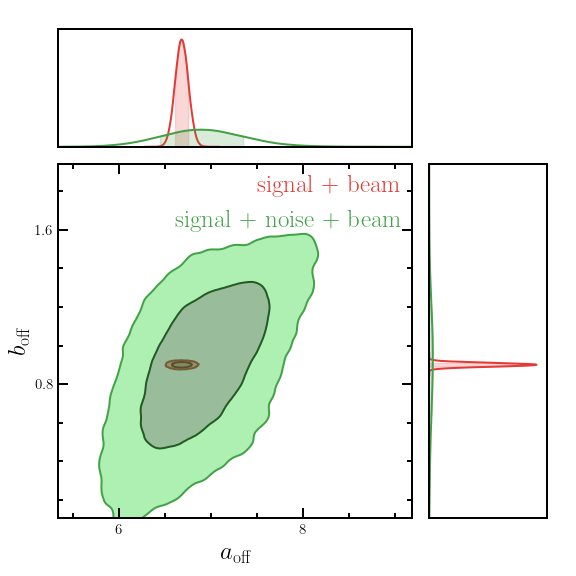 signal + beam
signal + noise + beam
1.6
0.8
b_off
6 8
a_off